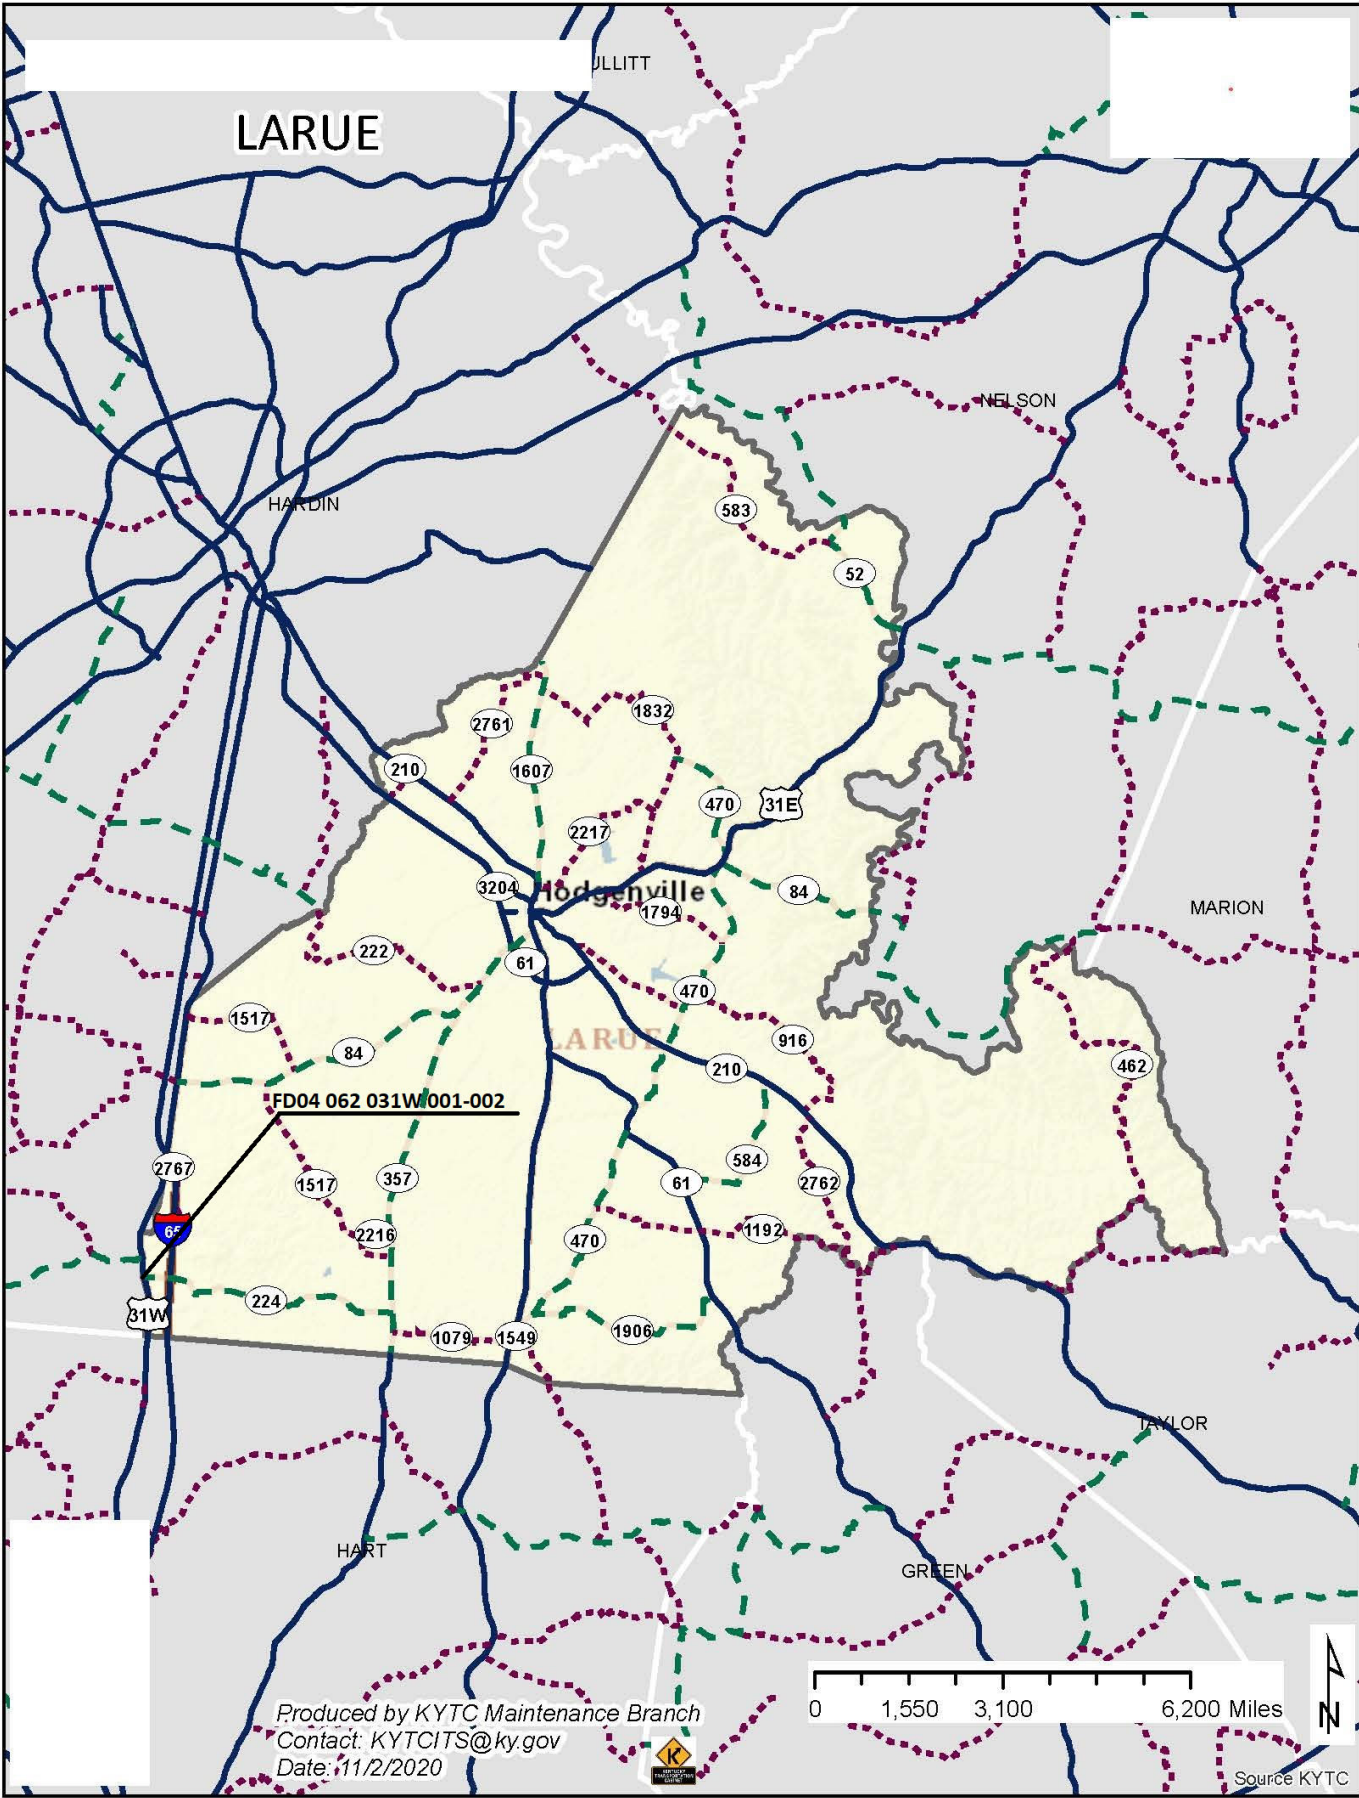 ULLITT
LARUE
NELSON
HARDIN
583
52
2761
1832
210
1607
470
31E
2217
3204
Hodgenville
84
1794
MARION
222
61
470
1517
LARUE
916
84
210
462
FD04 062 031W 001-002
2767
584
1517
357
61
2762
65
2216
470
1192
224
31W
1079
1549
1906
TAYLOR
HART
GREEN
0 1,550 3,100 6,200 Miles
N
Produced by KYTC Maintenance Branch
Contact: KYTCITS@ky.gov
Date: 11/2/2020
K
Source KYTC